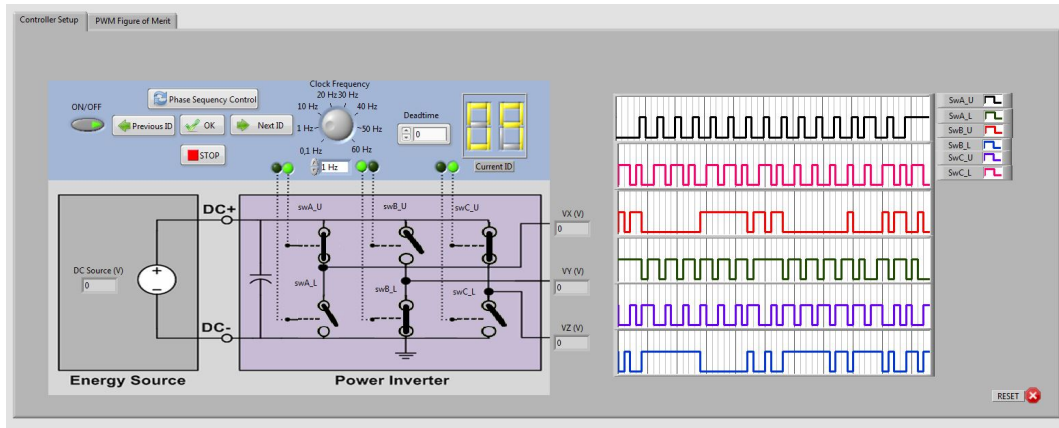 Controller Setup
PWM Figure of Merit
Clock Frequency
20 Hz 30 Hz
10 Hz
40 Hz
1 Hz
50 Hz
0,1 Hz
60 Hz
1 Hz
ON/OFF
Phase Sequency Control
Previous ID
OK
Next ID
STOP
Deadtime
0
Current ID
DC+
swA_U
swB_U
swC_U
DC Source (V)
0
+
−
swA_L
swB_L
swC_L
DC-
Energy Source
Power Inverter
VX (V)
0
VY (V)
0
VZ (V)
0
SwA_U
SwA_L
SwB_U
SwB_L
SwC_U
SwC_L
RESET